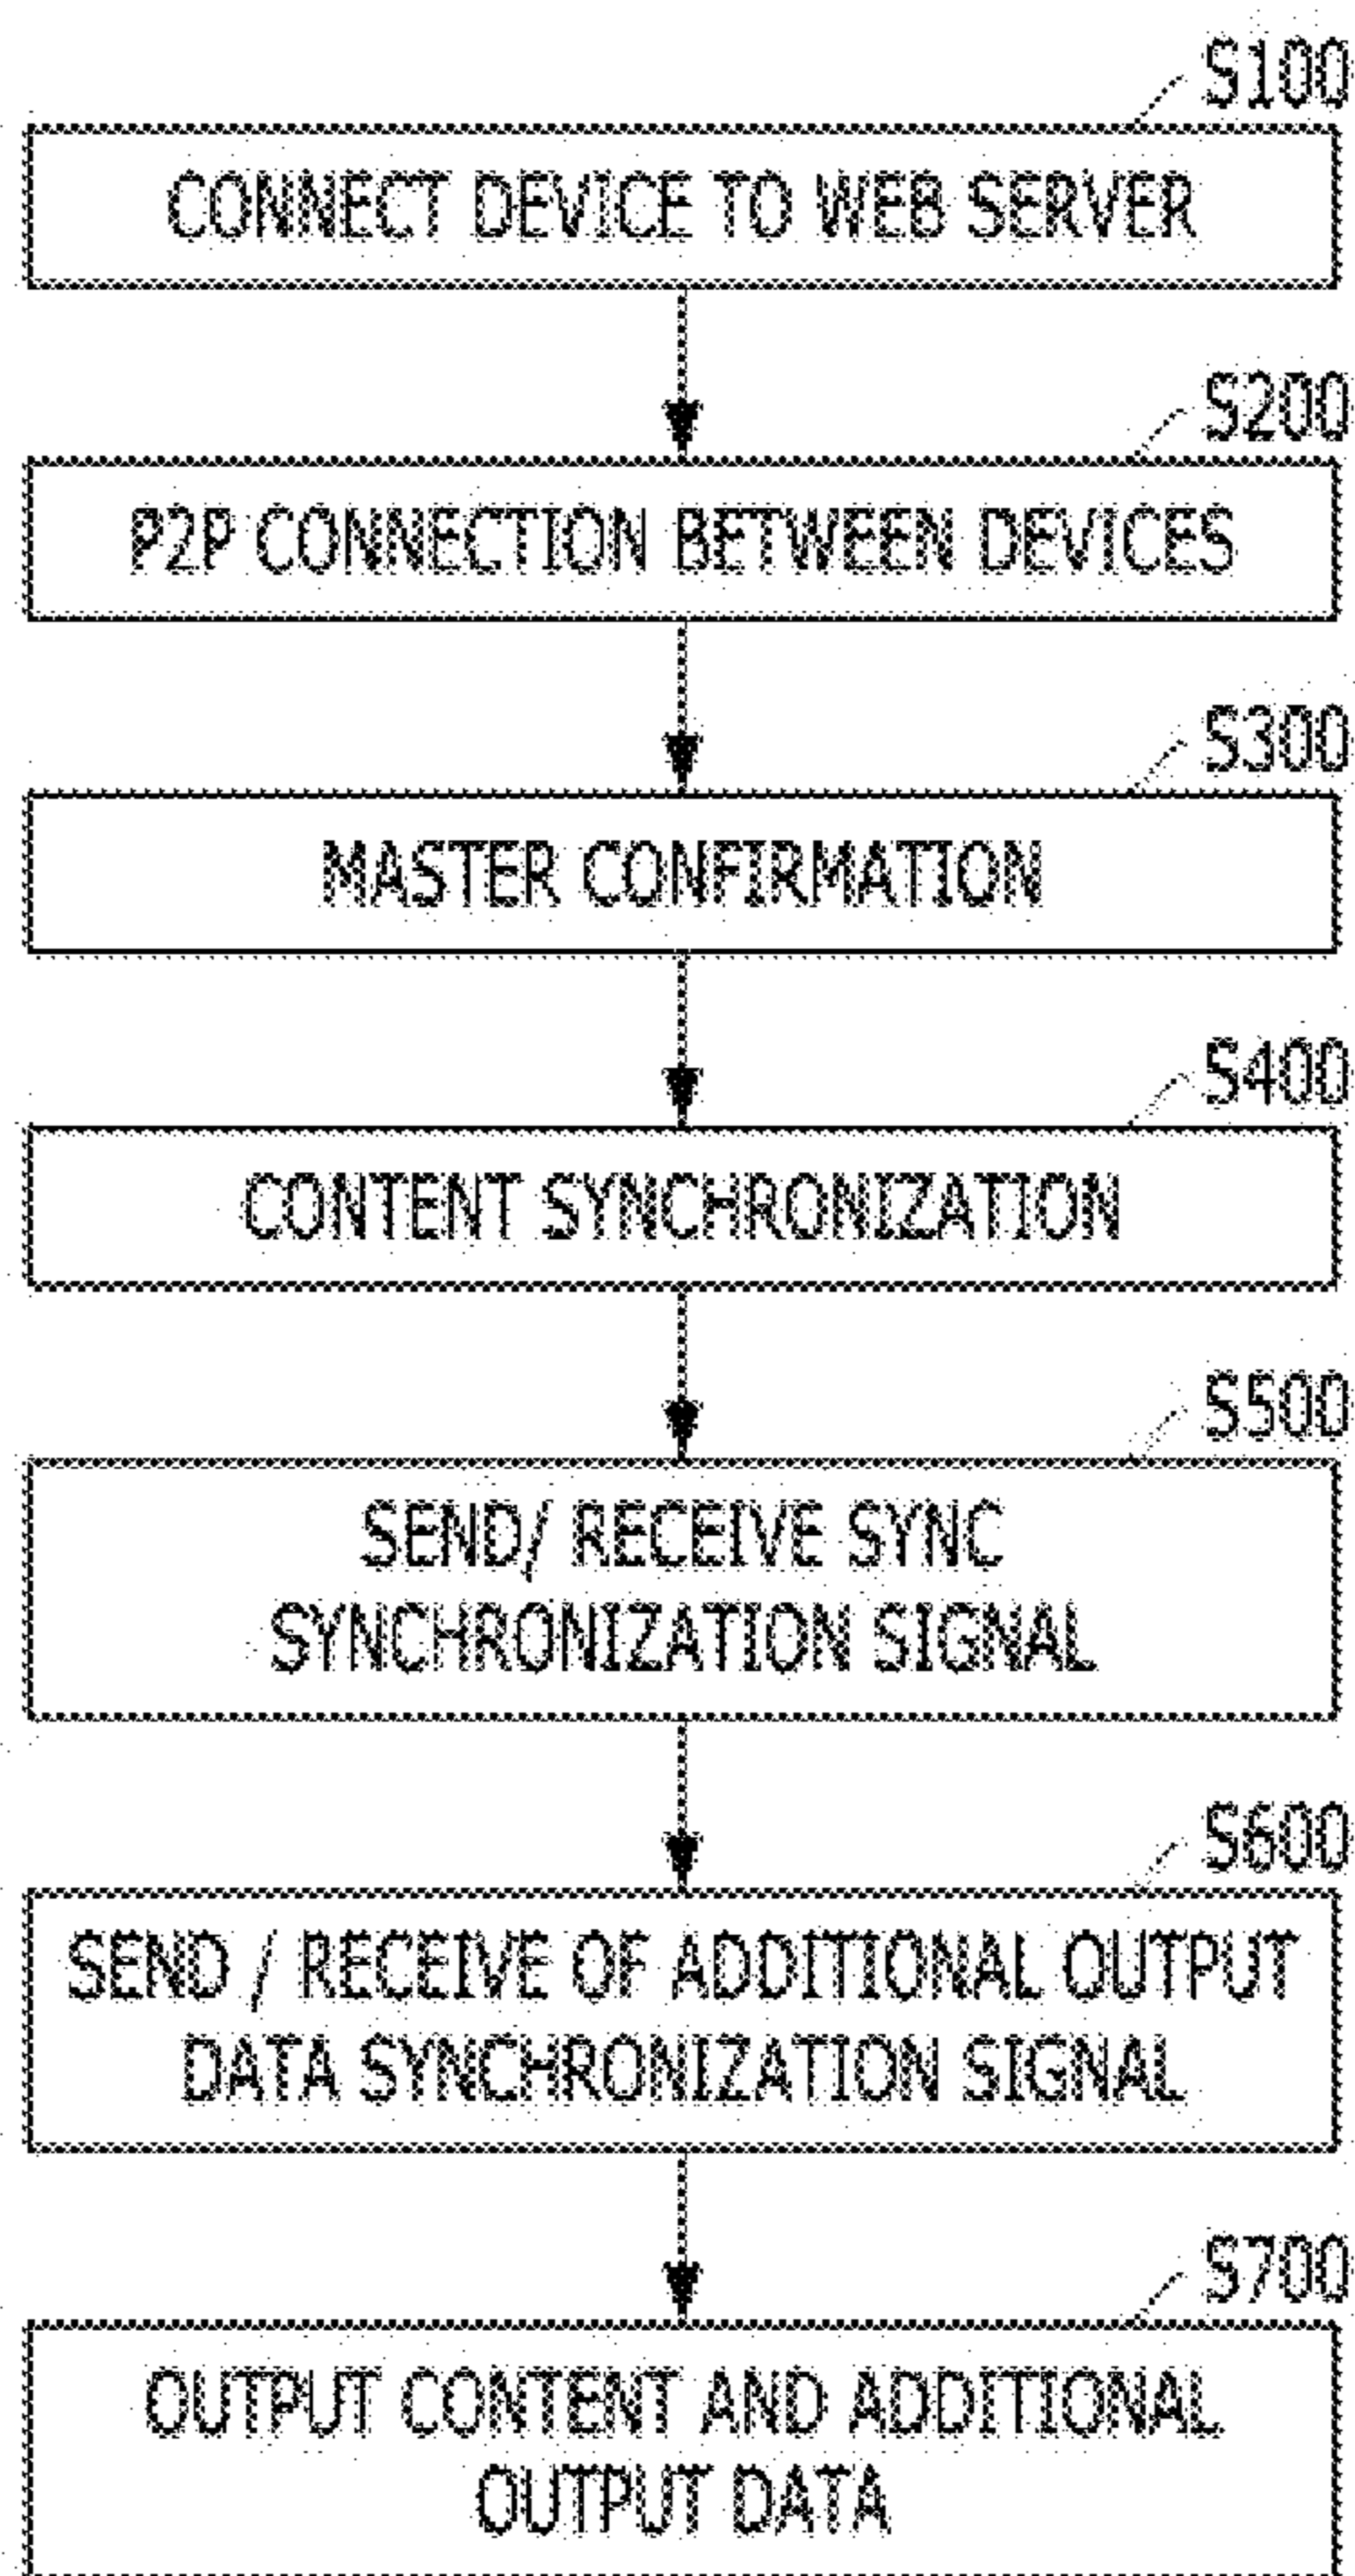 S100
CONNECT DEVICE TO WEB SERVER
S200
P2P CONNECTION BETWEEN DEVICES
S300
MASTER CONFIRMATION
S400
CONTENT SYNCHRONIZATION
S500
SEND/ RECEIVE SYNC
SYNCHRONIZATION SIGNAL
S600
SEND / RECEIVE OF ADDITIONAL OUTPUT
DATA SYNCHRONIZATION SIGNAL
S700
OUTPUT CONTENT AND ADDITIONAL
OUTPUT DATA